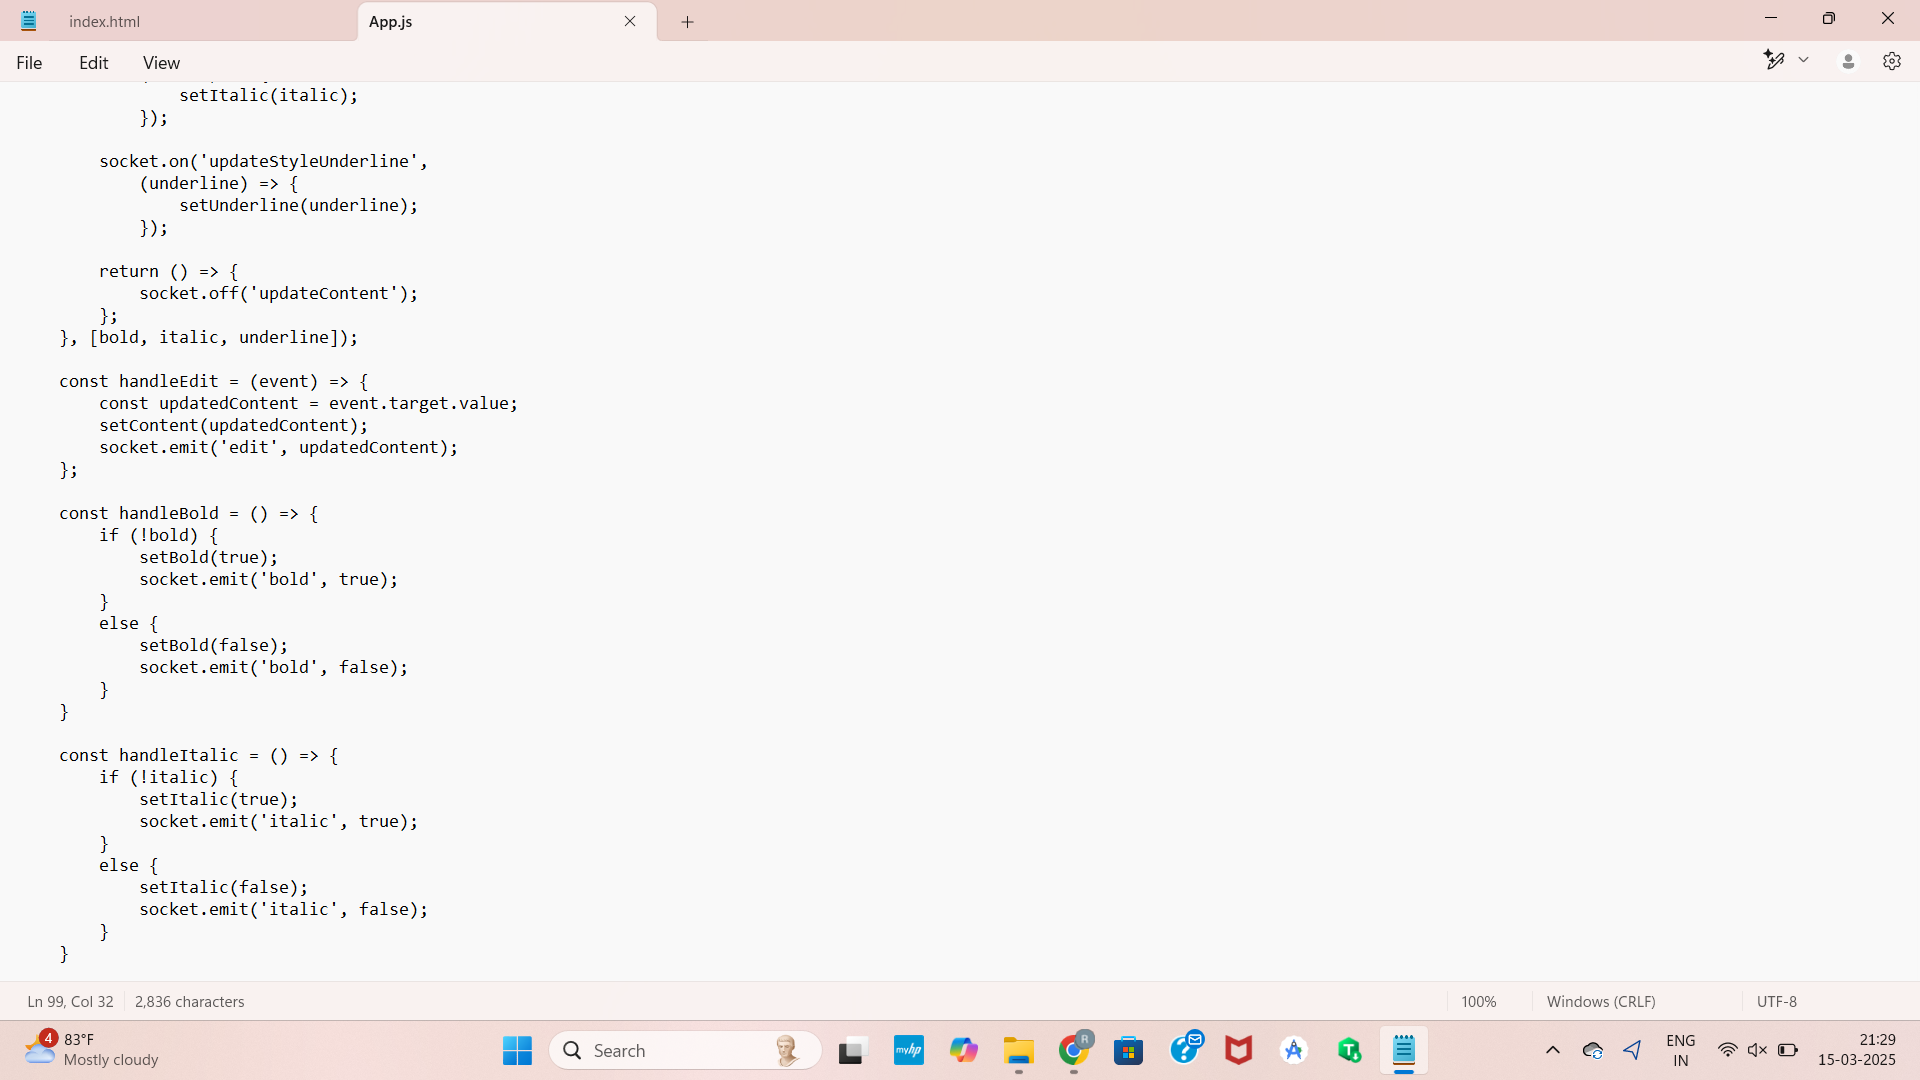 index.html
App.js
File Edit View
setItalic(italic);
});
socket.on('updateStyleUnderline',
(underline) => {
setUnderline(underline);
});
return () => {
socket.off('updateContent');
};
}, [bold, italic, underline]);
const handleEdit = (event) => {
const updatedContent = event.target.value;
setContent(updatedContent);
socket.emit('edit', updatedContent);
};
const handleBold = () => {
if (!bold) {
setBold(true);
socket.emit('bold', true);
}
else {
setBold(false);
socket.emit('bold', false);
}
}
const handleItalic = () => {
if (!italic) {
setItalic(true);
socket.emit('italic', true);
}
else {
setItalic(false);
socket.emit('italic', false);
}
}
Ln 99, Col 32 2,836 characters 100% Windows (CRLF) UTF-8
4
83°F
Mostly cloudy
Search
myhp
R
ENG
IN
21:29
15-03-2025